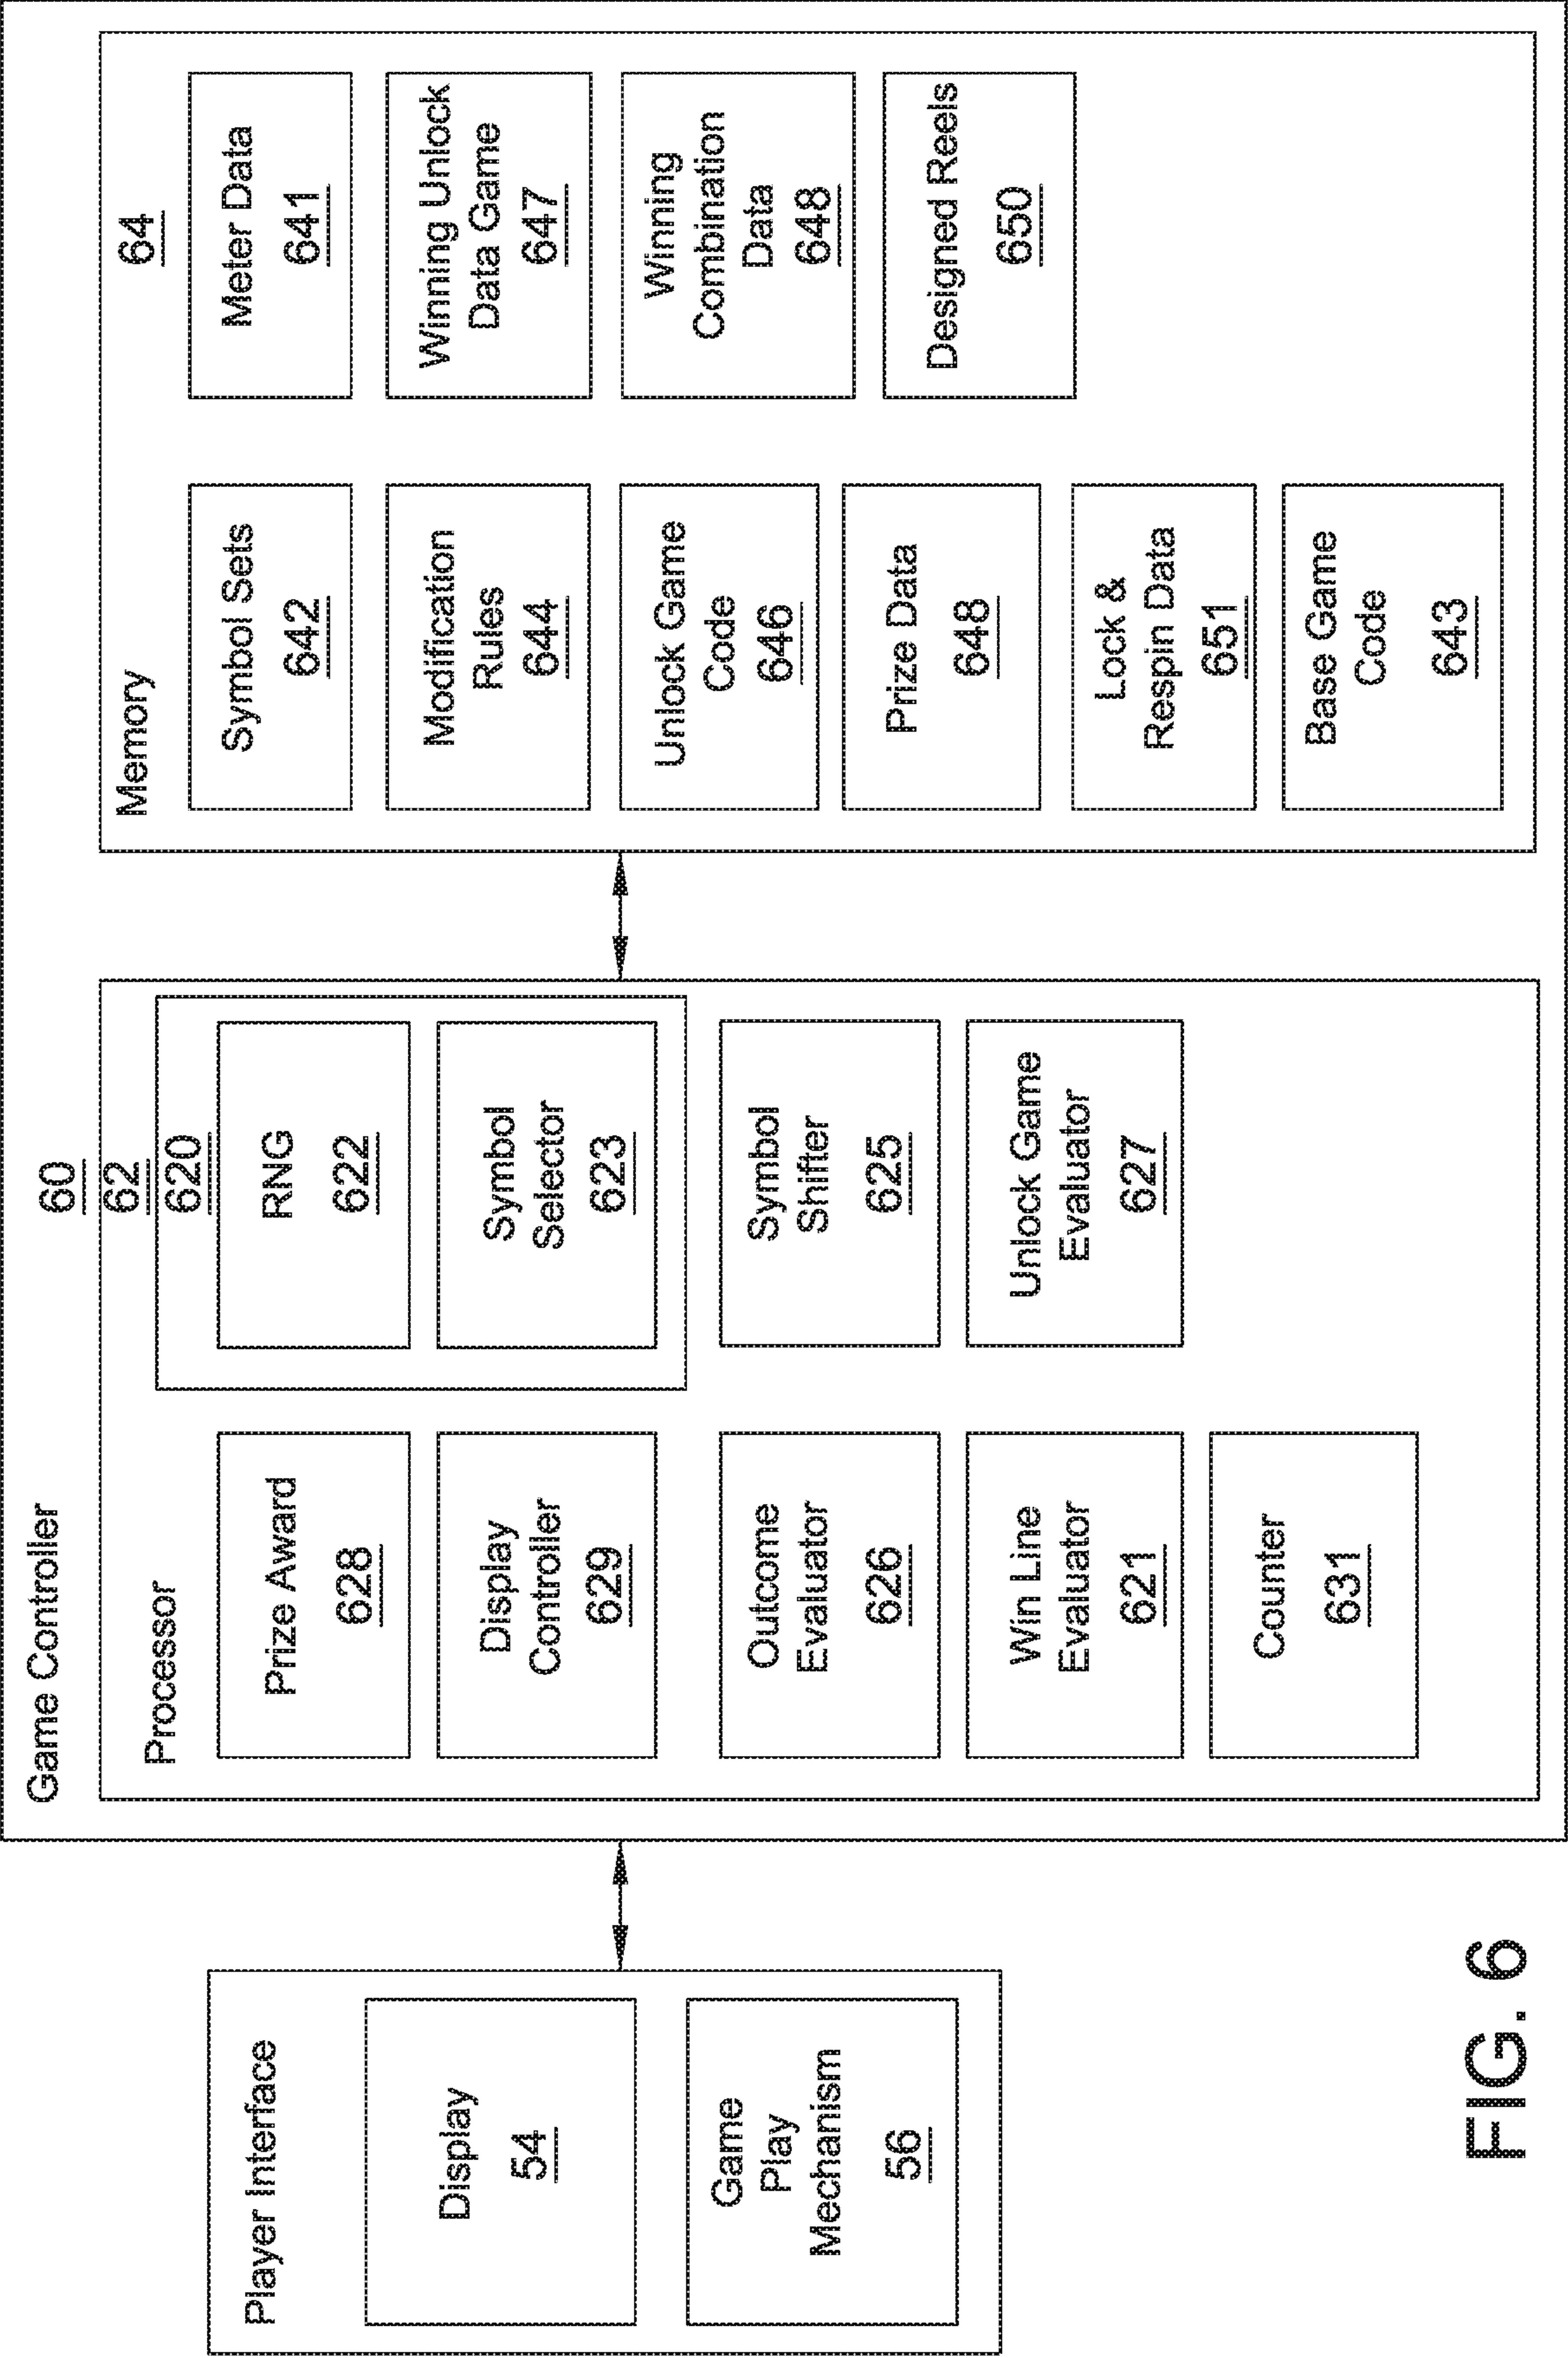 Game Controller
60
Processor
62
620
Prize Award
628
RNG
622
Display
Controller
629
Symbol
Selector
623
Outcome
Evaluator
626
Symbol
Shifter
625
Win Line
Evaluator
621
Unlock Game
Evaluator
627
Counter
631
Memory
64
Symbol Sets
642
Meter Data
641
Modification
Rules
644
Winning Unlock
Data Game
647
Unlock Game
Code
646
Winning
Combination
Data
648
Prize Data
648
Designed Reels
650
Lock &
Respin Data
651
Base Game
Code
643
Player Interface
Display
54
Game
Play
Mechanism
56
FIG. 6